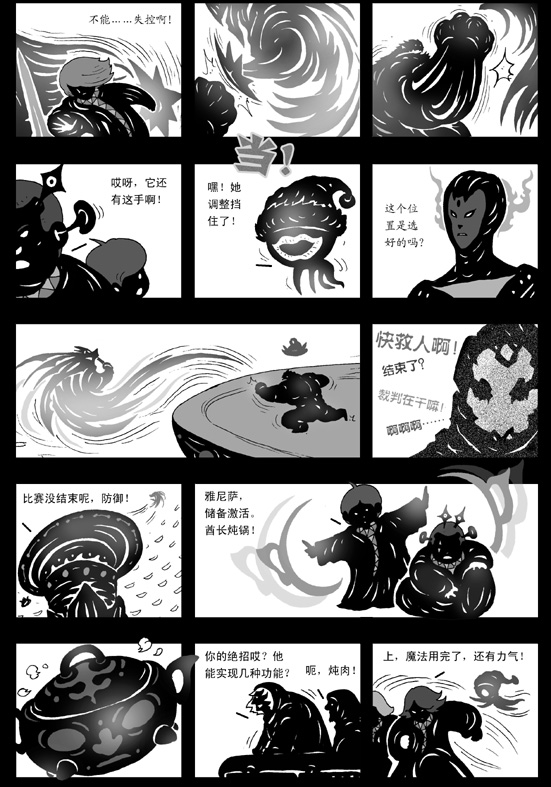 不能……失控啊！
当！
哎呀，它还
有这手啊！
嘿！她
调整挡
住了！
这个位
置是选
好的吗？
快救人啊！
结束了？
裁判在干嘛！
啊啊啊……
比赛没结束呢，防御！
雅尼萨，
储备激活。
酋长炖锅！
你的绝招哎？他
能实现几种功能？
呃，炖肉！
上，魔法用完了，还有力气！